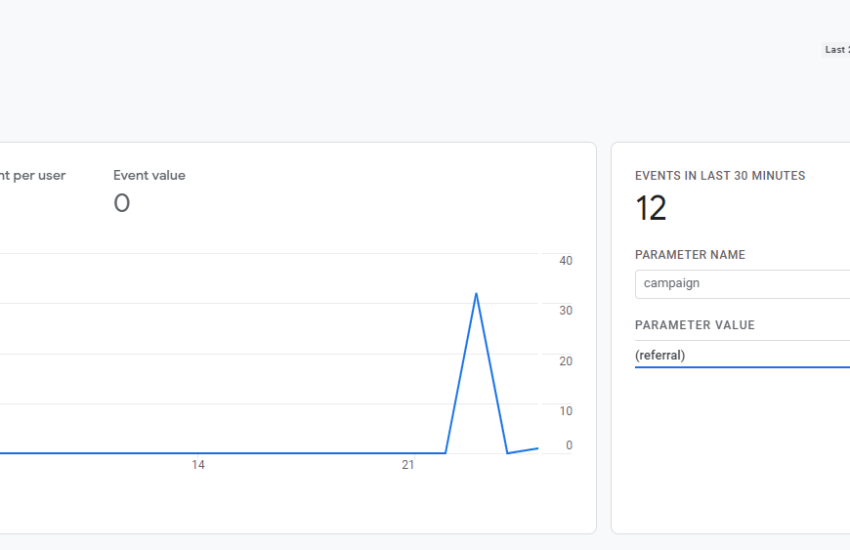 Last
nt per user
Event value
0
40
30
20
10
0
14
21
EVENTS IN LAST 30 MINUTES
12
PARAMETER NAME
campaign
PARAMETER VALUE
(referral)